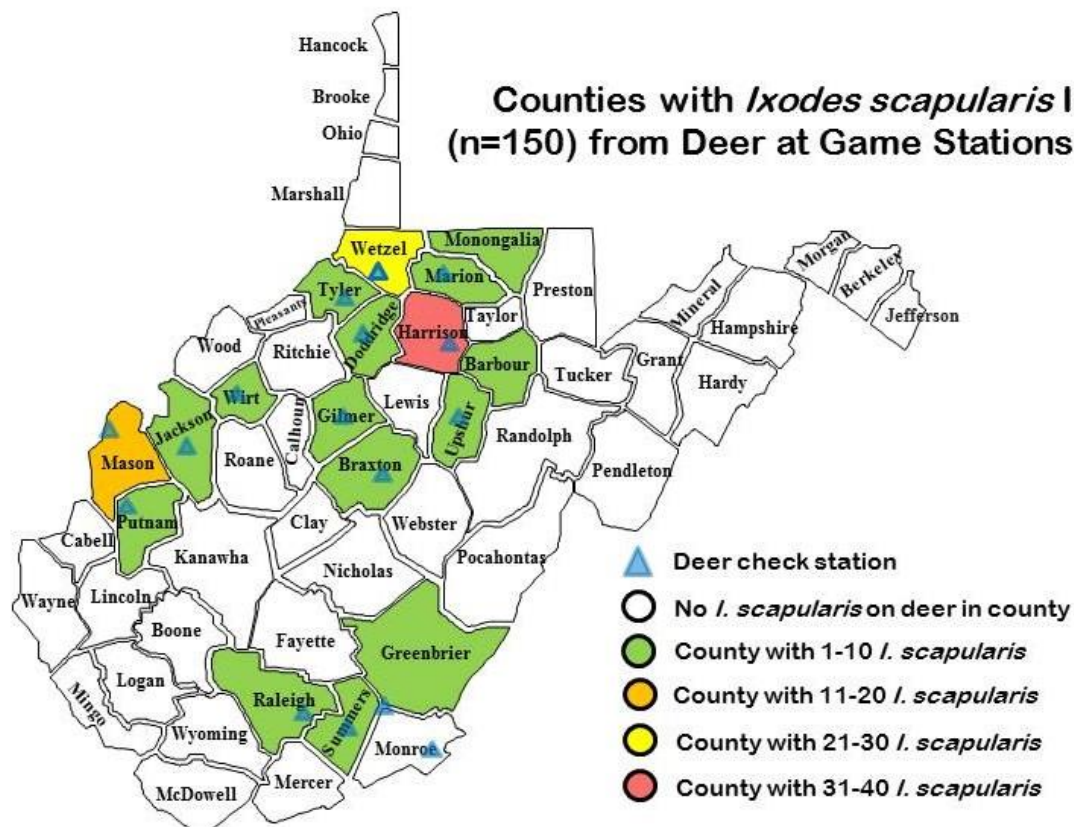 Hancock
Brooke
Ohio
Marshall
Counties with Ixodes scapularis I
(n=150) from Deer at Game Stations
Wetzel
Monongalia
Marion
Tyler
Pleasants
Doddridge
Harrison
Taylor
Preston
Morgan
Berkeley
Jefferson
Mineral
Hampshire
Grant
Hardy
Wood
Ritchie
Barbour
Tucker
Wirt
Calhoun
Gilmer
Lewis
Upshur
Randolph
Pendleton
Jackson
Mason
Roane
Braxton
Putnam
Clay
Webster
Cabell
Kanawha
Nicholas
Pocahontas
Wayne
Lincoln
Boone
Fayette
Greenbrier
Mingo
Logan
Raleigh
Summers
Wyoming
Monroe
Mercer
McDowell
Deer check station
No I. scapularis on deer in county
County with 1-10 I. scapularis
County with 11-20 I. scapularis
County with 21-30 I. scapularis
County with 31-40 I. scapularis